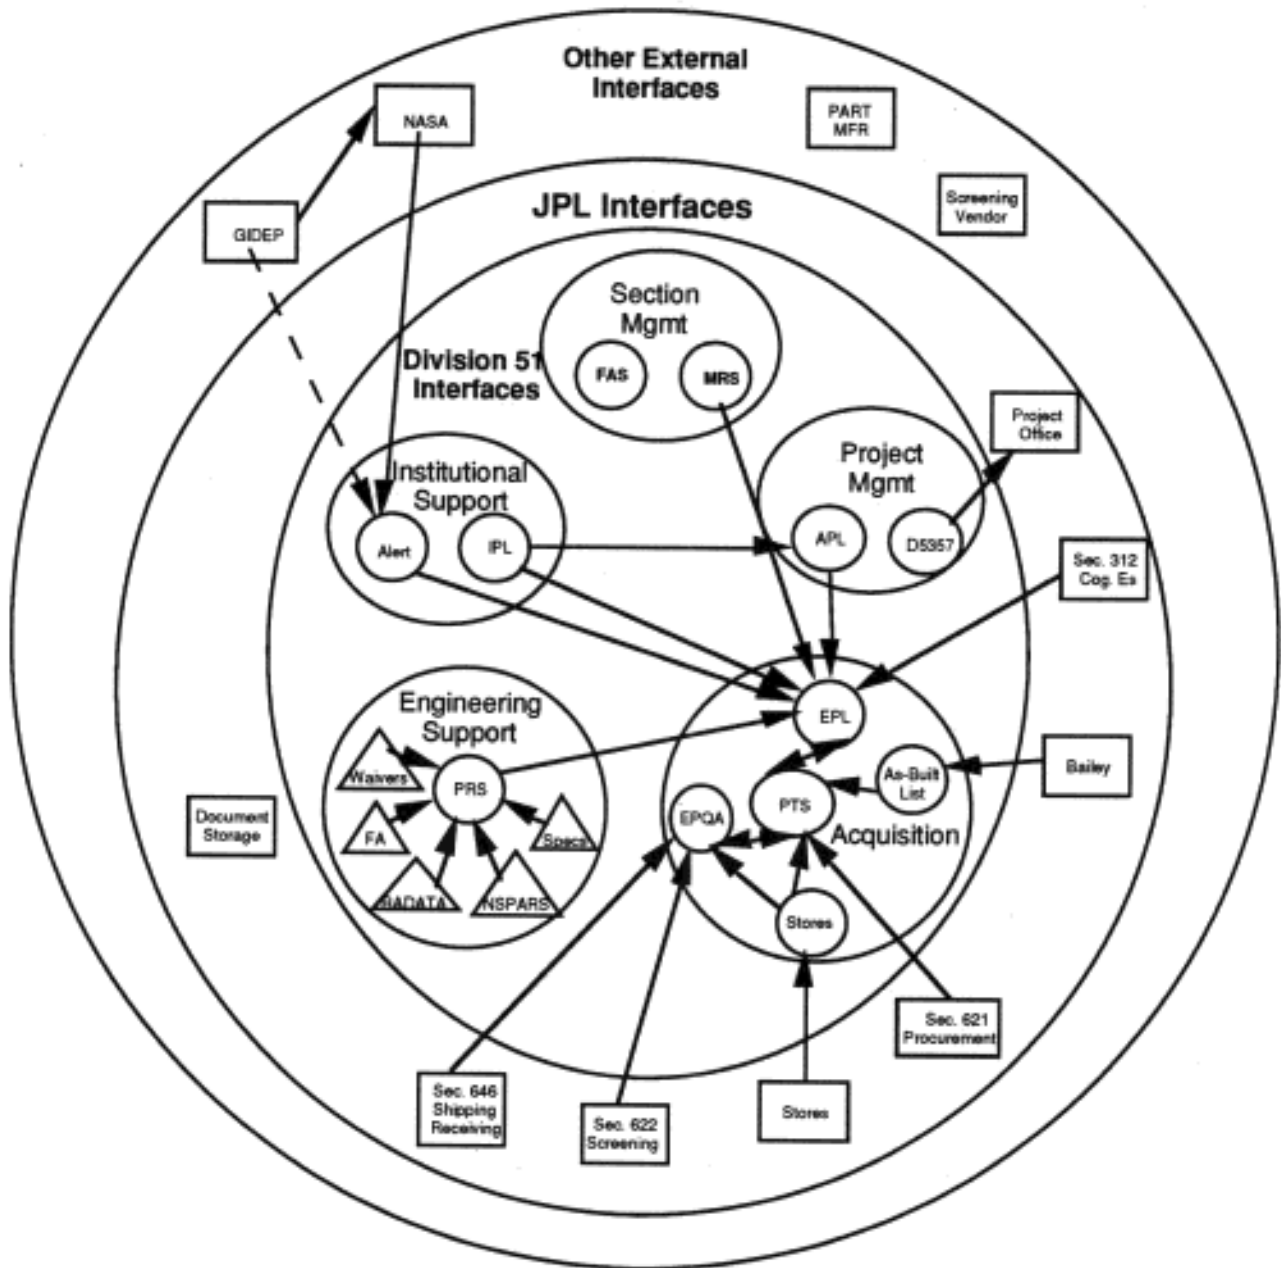 Other External
Interfaces
NASA
PART
MFR
Screening
Vendor
GIDEP
JPL Interfaces
Section
Mgmt
FAS
MRS
Division 51
Interfaces
Project
Office
Project
Mgmt
APL
D5357
Institutional
Support
Alert
IPL
Sec. 312
Cog. Es
Engineering
Support
Waivers
PRS
FA
Specs
RADATA
NSPARS
EPL
As-Built
List
PTS
EPQA
Acquisition
Stores
Bailey
Document
Storage
Sec. 621
Procurement
Sec. 646
Shipping
Receiving
Sec. 622
Screening
Stores